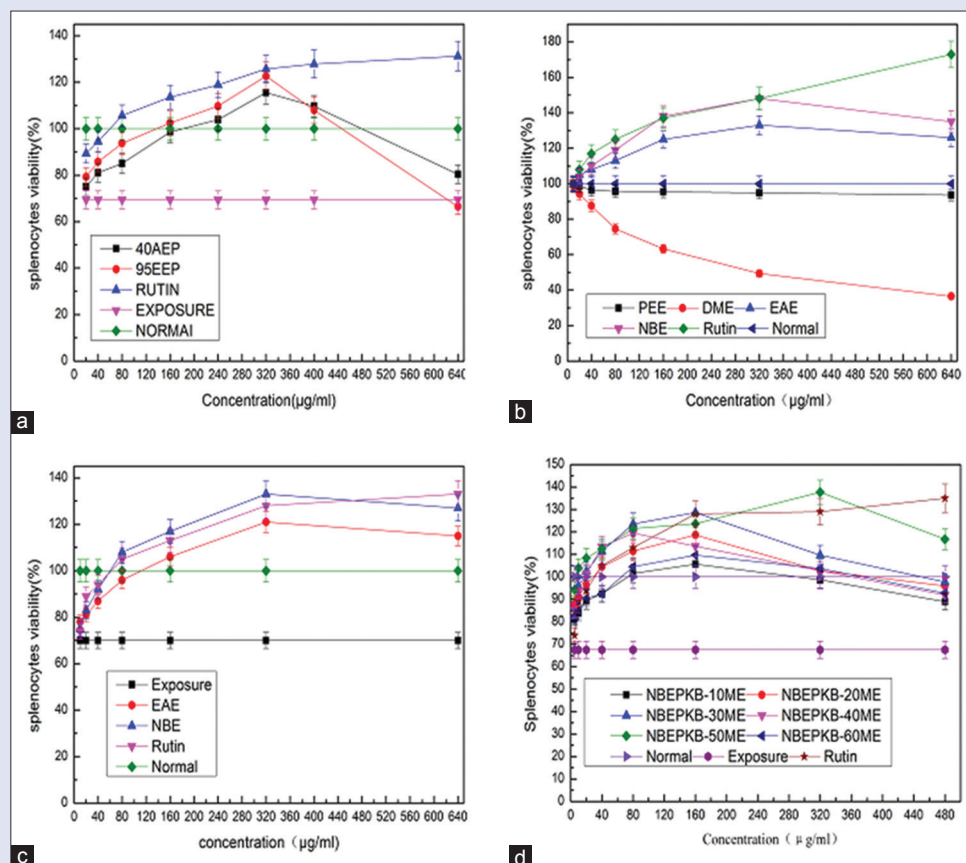 140
130
120
110
100
80
60
40
20
0
splenocytes viability(%)
40AEP
95EEP
RUTIN
EXPOSURE
NORMAI
0 40 80 120 160 200 240 280 320 360 400 440 480 520 560 600 640
Concentration(µg/ml)
a
180
160
140
120
100
80
60
40
20
0
splenocytes viability(%)
PEE DME EAE
NBE Rutin Normal
0 40 80 120 160 200 240 280 320 360 400 440 480 520 560 600 640
Concentration（µg/ml）
b
140
120
100
80
60
40
20
0
splenocytes viability(%)
Exposure
EAE
NBE
Rutin
Normal
0 40 80 120 160 200 240 280 320 360 400 440 480 520 560 600 640
concentration（µg/ml）
c
150
140
130
120
110
100
90
80
70
60
50
40
30
20
10
0
Splenocytes viability(%)
NBEPKB-10ME NBEPKB-20ME
NBEPKB-30ME NBEPKB-40ME
NBEPKB-50ME NBEPKB-60ME
Normal Exposure Rutin
0 40 80 120 160 200 240 280 320 360 400 440 480
Concentration（µg/ml）
d